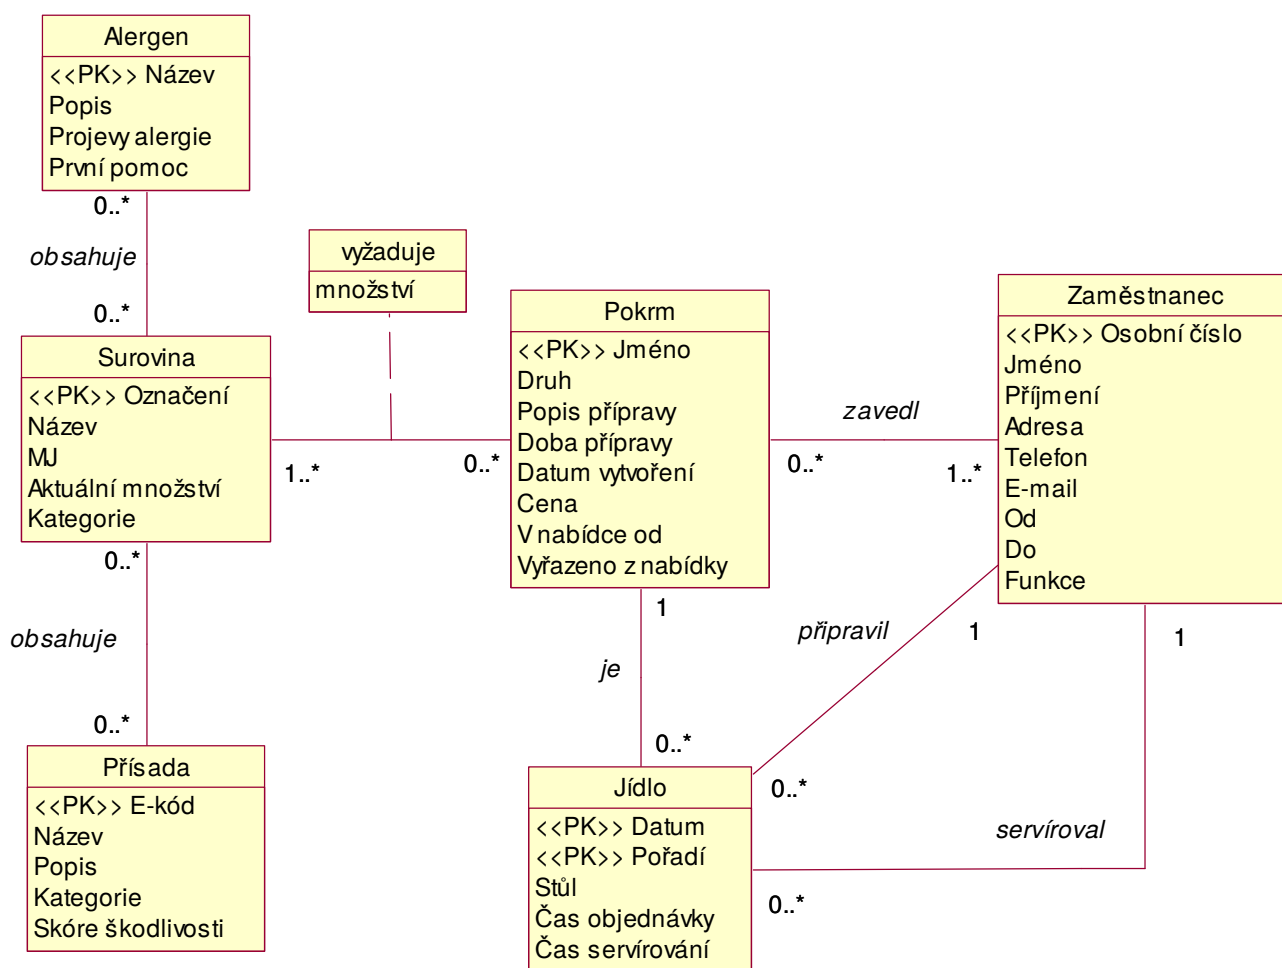 Alergen
<<PK>> Název
Popis
Projevy alergie
První pomoc
0..*
obsahuje
0..*
vyžaduje
množství
Surovina
<<PK>> Označení
Název
MJ
Aktuální množství
Kategorie
1..*
0..*
Pokrm
<<PK>> Jméno
Druh
Popis přípravy
Doba přípravy
Datum vytvoření
Cena
V nabídce od
Vyřazeno z nabídky
zavedl
0..*
1..*
Zaměstnanec
<<PK>> Osobní číslo
Jméno
Příjmení
Adresa
Telefon
E-mail
Od
Do
Funkce
0..*
obsahuje
0..*
Přísada
<<PK>> E-kód
Název
Popis
Kategorie
Skóre škodlivosti
1
je
0..*
připravil
1
0..*
1
servíroval
0..*
Jídlo
<<PK>> Datum
<<PK>> Pořadí
Stůl
Čas objednávky
Čas servírování